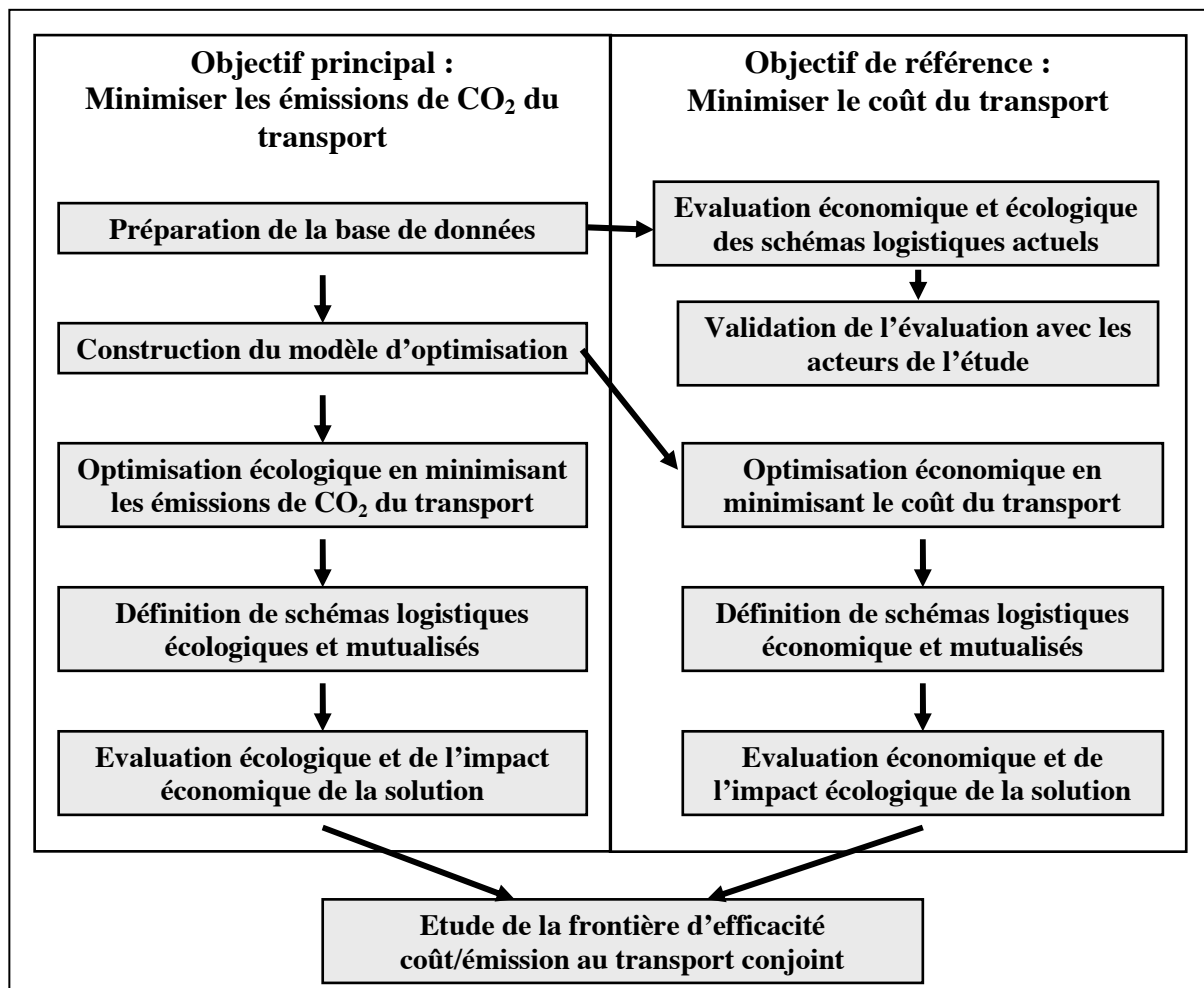 Objectif principal :
Minimiser les émissions de CO₂ du
transport
Préparation de la base de données
Construction du modèle d’optimisation
Optimisation écologique en minimisant
les émissions de CO₂ du transport
Définition de schémas logistiques
écologiques et mutualisés
Evaluation écologique et de l’impact
économique de la solution
Objectif de référence :
Minimiser le coût du transport
Evaluation économique et écologique
des schémas logistiques actuels
Validation de l’évaluation avec les
acteurs de l’étude
Optimisation économique en
minimisant le coût du transport
Définition de schémas logistiques
économique et mutualisés
Evaluation économique et de
l’impact écologique de la solution
Etude de la frontière d’efficacité
coût/émission au transport conjoint